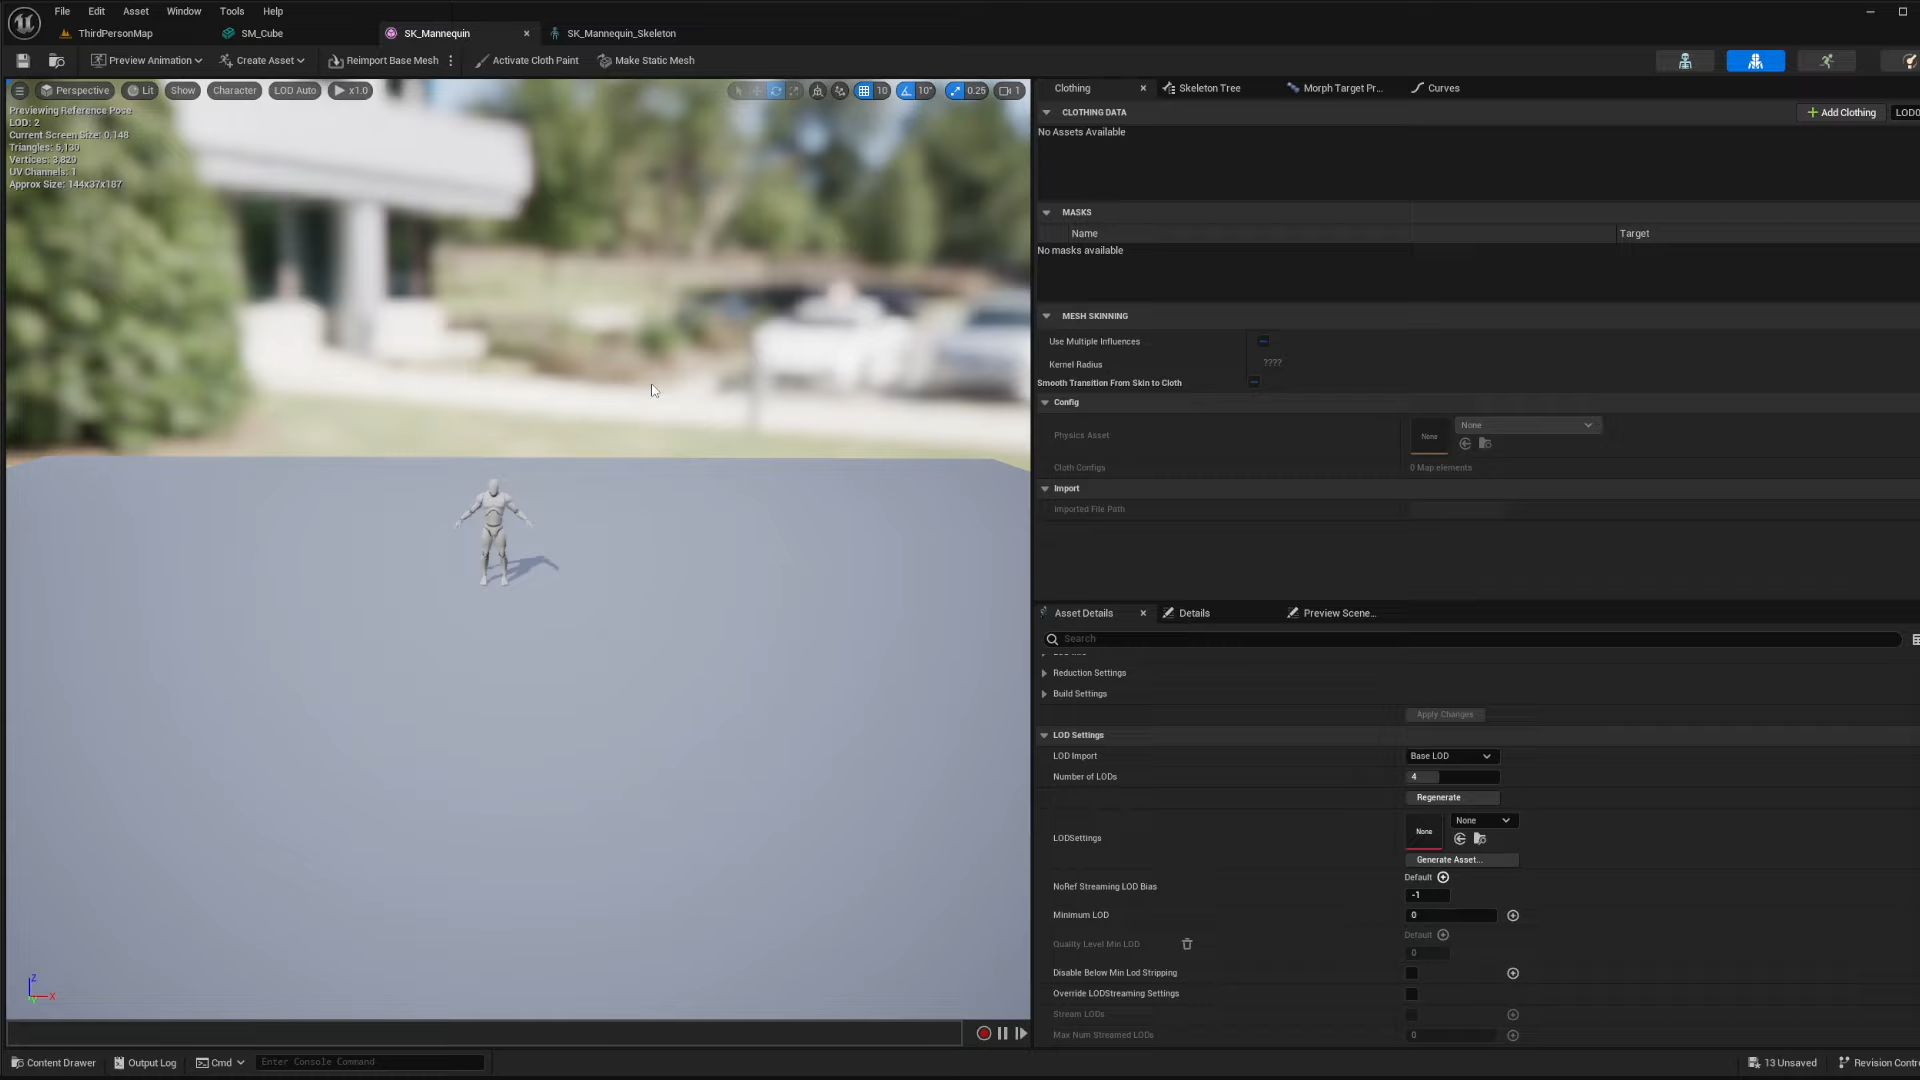 File Edit Asset Window Tools Help
ThirdPersonMap SM_Cube SK_Mannequin SK_Mannequin_Skeleton
Preview Animation Create Asset Reimport Base Mesh Activate Cloth Paint Make Static Mesh
Perspective Lit Show Character LOD Auto x1.0 10 10° 0.25 1
Previewing Reference Pose
LOD: 2
Current Screen Size: 0.148
Triangles: 5,130
Vertices: 3,829
UV Channels: 1
Approx Size: 144x37x187
Z
X
Clothing Skeleton Tree Morph Target Pr... Curves
CLOTHING DATA Add Clothing LOD0
No Assets Available
MASKS
Name Target
No masks available
MESH SKINNING
Use Multiple Influences
Kernel Radius ????
Smooth Transition From Skin to Cloth
Config
Physics Asset None None
Cloth Configs 0 Map elements
Import
Imported File Path
Asset Details Details Preview Scene...
Search
Reduction Settings
Build Settings
Apply Changes
LOD Settings
LOD Import Base LOD
Number of LODs 4
Regenerate
LODSettings None None
Generate Asset...
Default
NoRef Streaming LOD Bias
-1
Minimum LOD 0
Default
Quality Level Min LOD
0
Disable Below Min Lod Stripping
Override LODStreaming Settings
Stream LODs
Max Num Streamed LODs 0
Content Drawer Output Log Cmd Enter Console Command 13 Unsaved Revision Contro